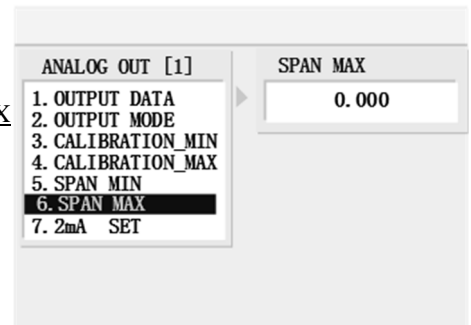 ANALOG OUT [1]
1. OUTPUT DATA
2. OUTPUT MODE
3. CALIBRATION_MIN
4. CALIBRATION_MAX
5. SPAN MIN
6. SPAN MAX
7. 2mA SET
SPAN MAX
0.000
X